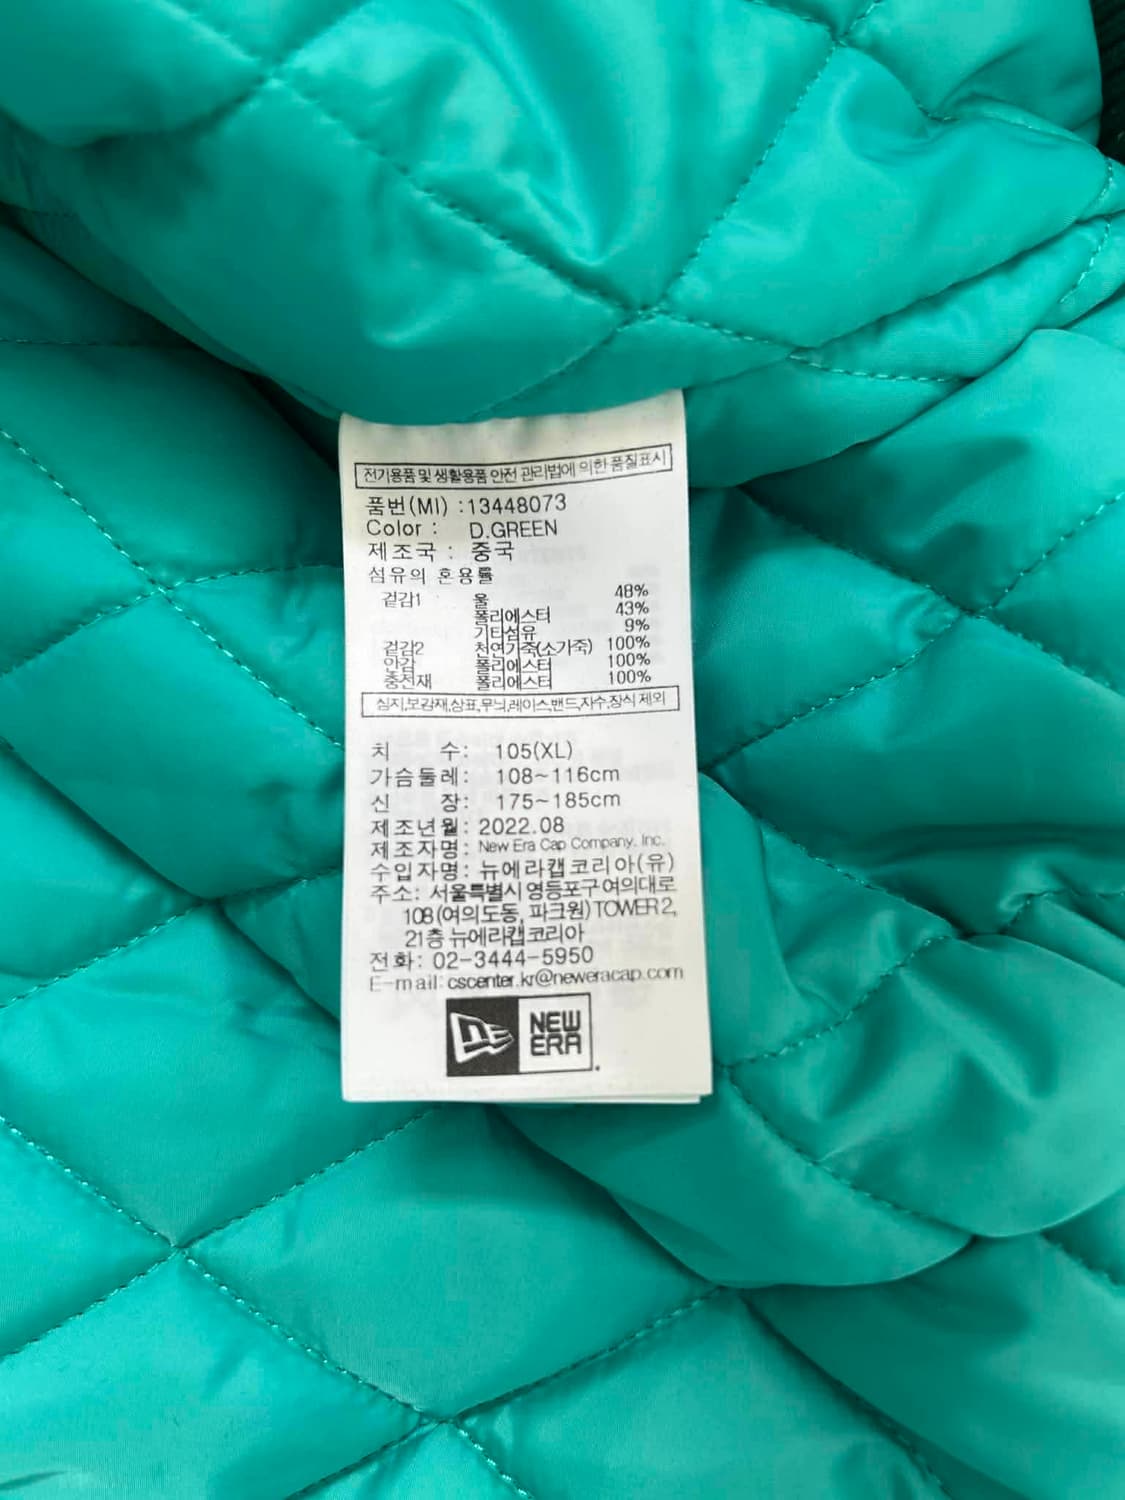 전기용품 및 생활용품 안전 관리법에 의한 품질표시
품번(MI) :13448073
Color : D.GREEN
제조국 : 중국
섬유의 혼용률
겉감1 울 48%
폴리에스터 43%
기타섬유 9%
겉감2 천연가죽(소가죽) 100%
안감 폴리에스터 100%
충전재 폴리에스터 100%
심지,보강재,상표,무늬,레이스,밴드,자수,장식 제외
치 수: 105(XL)
가슴둘레: 108~116cm
신 장: 175~185cm
제조년월: 2022.08
제조자명: New Era Cap Company, Inc.
수입자명: 뉴에라캡코리아(유)
주소: 서울특별시 영등포구 여의대로
108 (여의도동, 파크원) TOWER 2,
21층 뉴에라캡코리아
전화: 02-3444-5950
E-mail: cscenter.kr@neweracap.com
NEW
ERA